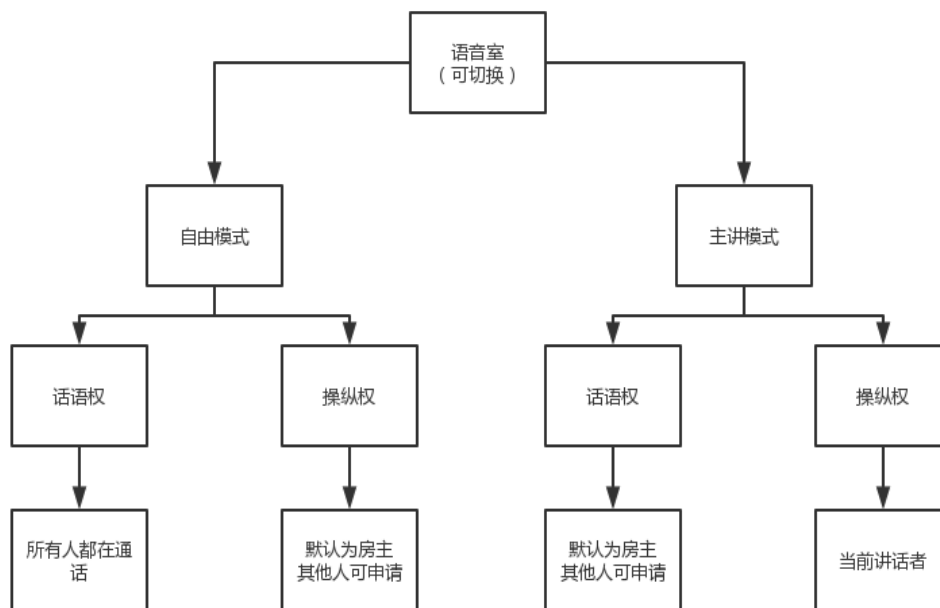 语音室
（可切换）
自由模式
主讲模式
话语权
操纵权
话语权
操纵权
所有人都在通
话
默认为房主
其他人可申请
默认为房主
其他人可申请
当前讲话者